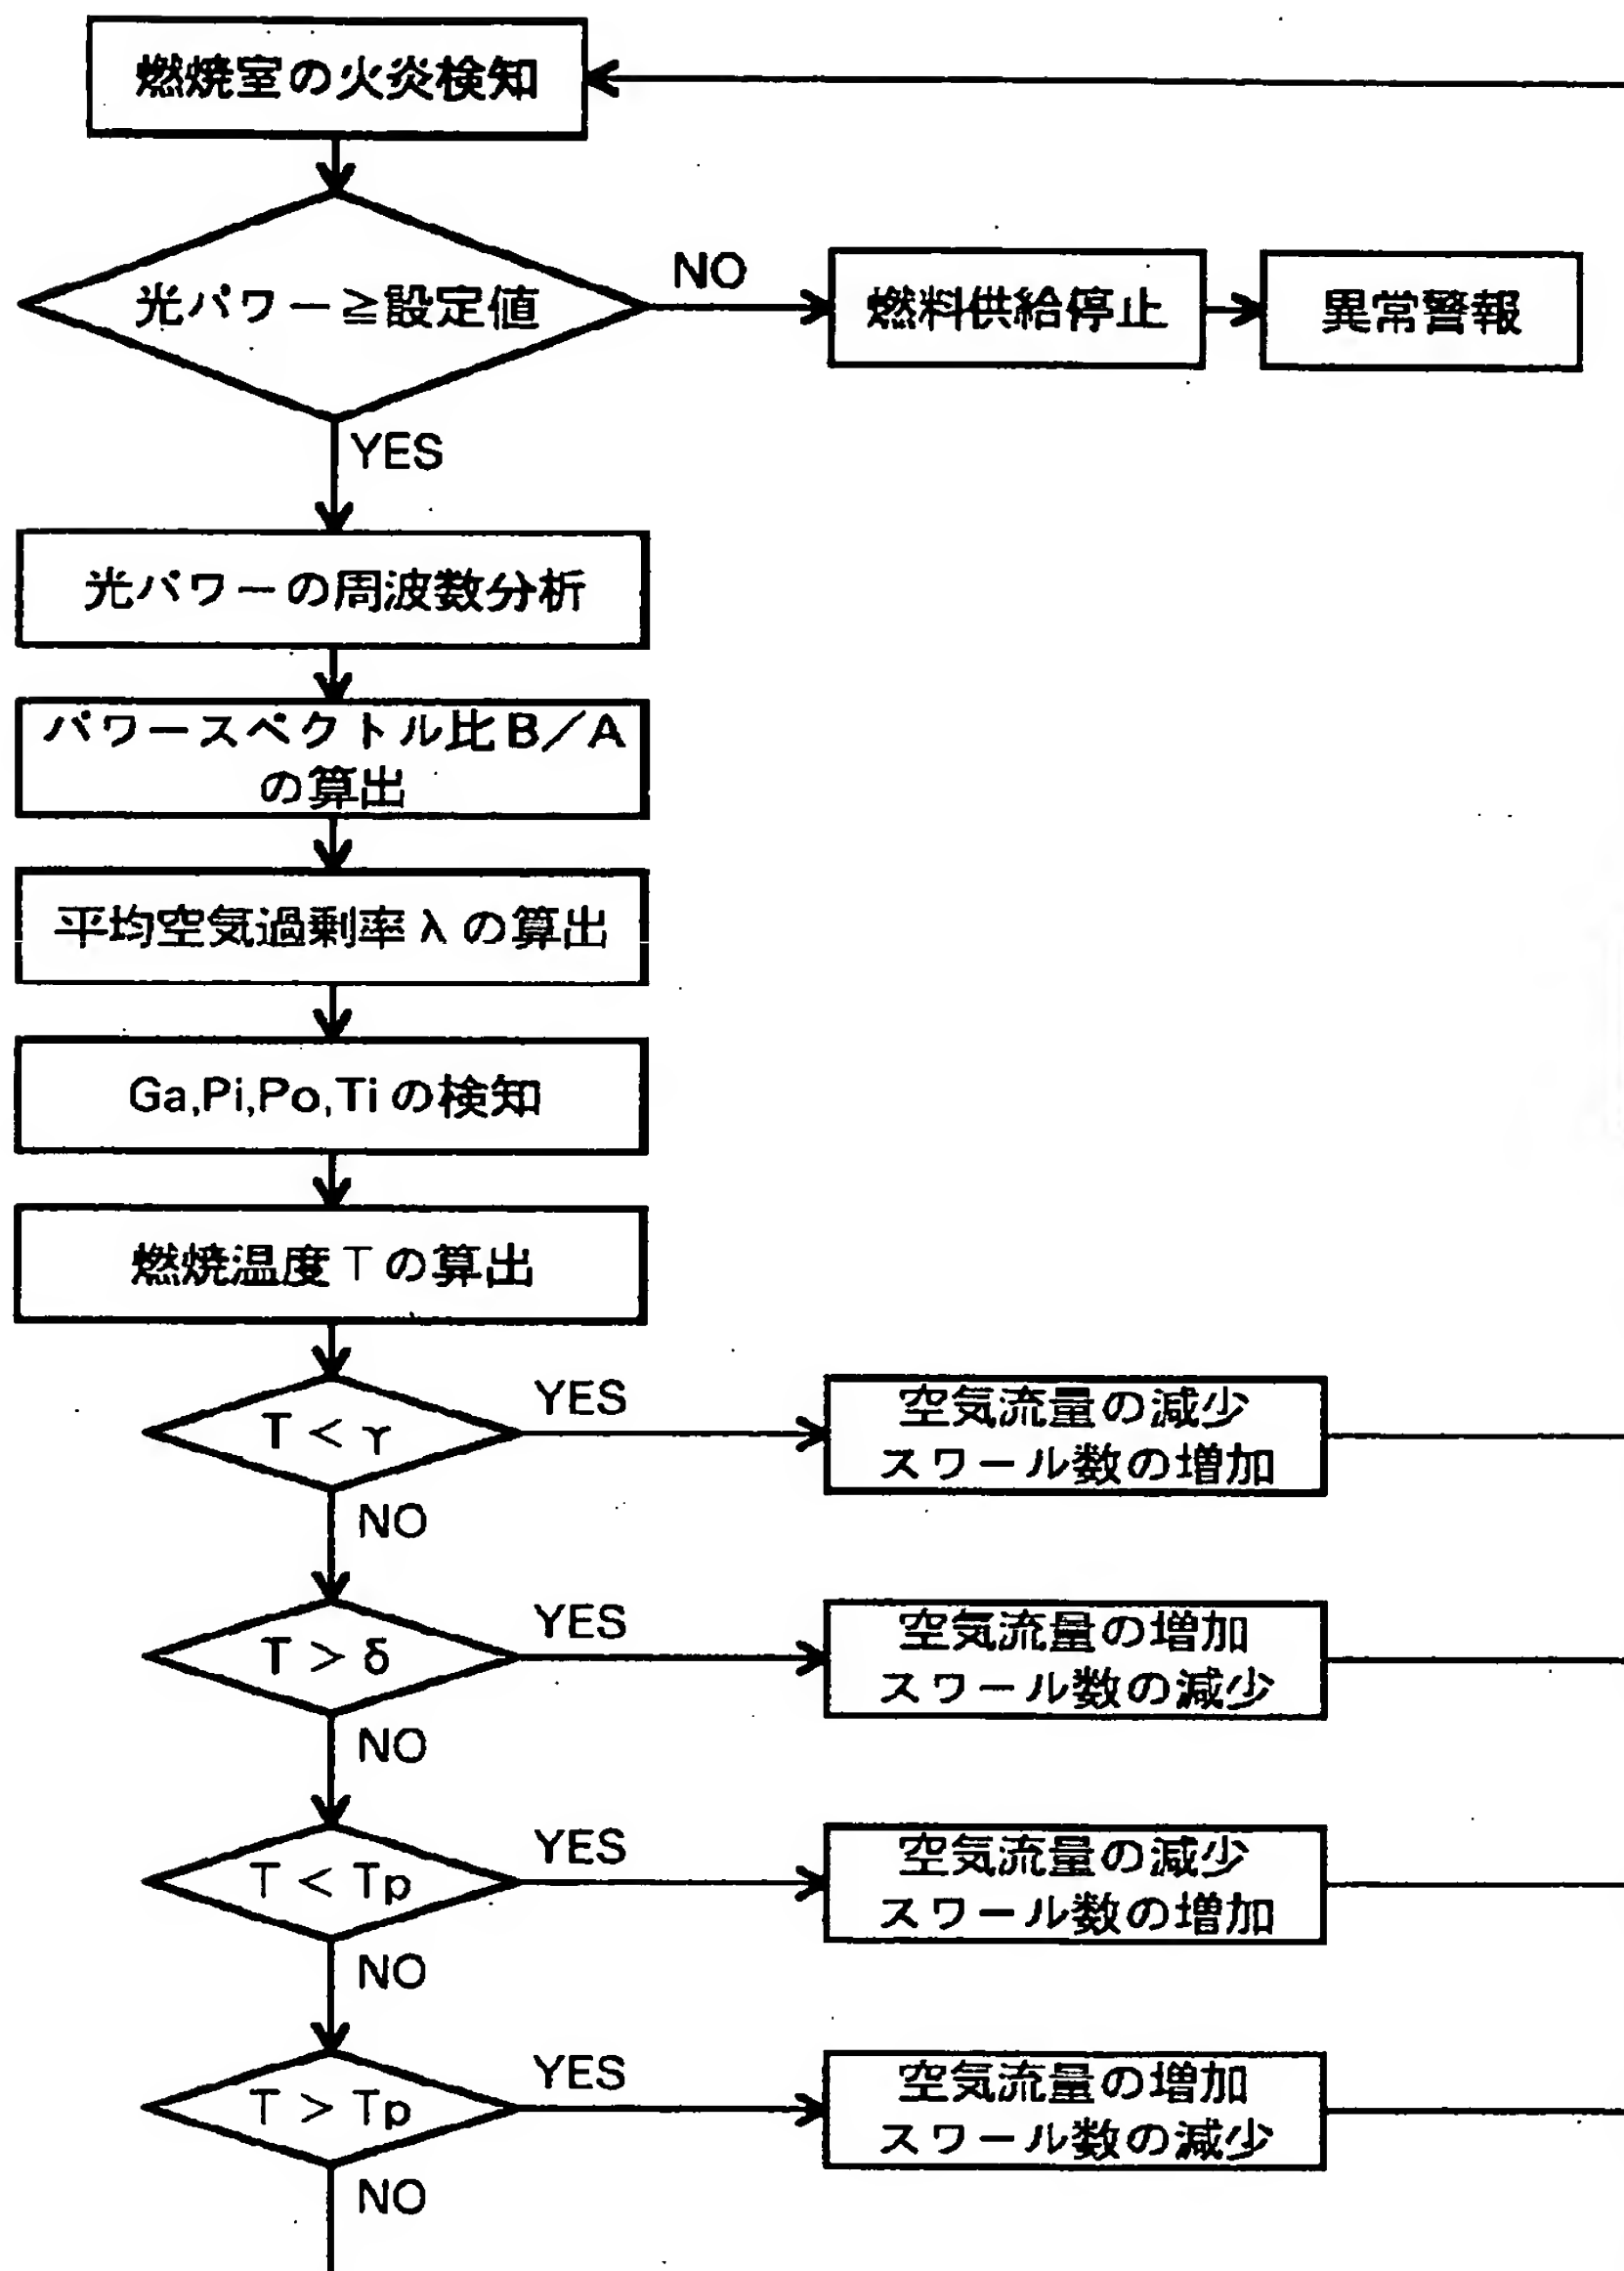 燃焼室の火炎検知
光パワー≧設定値
NO
燃料供給停止
異常警報
YES
光パワーの周波数分析
パワースペクトル比B／A
の算出
平均空気過剰率λの算出
Ga,Pi,Po,Tiの検知
燃焼温度Tの算出
T＜γ
YES
空気流量の減少
スワール数の増加
NO
T＞δ
YES
空気流量の増加
スワール数の減少
NO
T＜Tp
YES
空気流量の減少
スワール数の増加
NO
T＞Tp
YES
空気流量の増加
スワール数の減少
NO